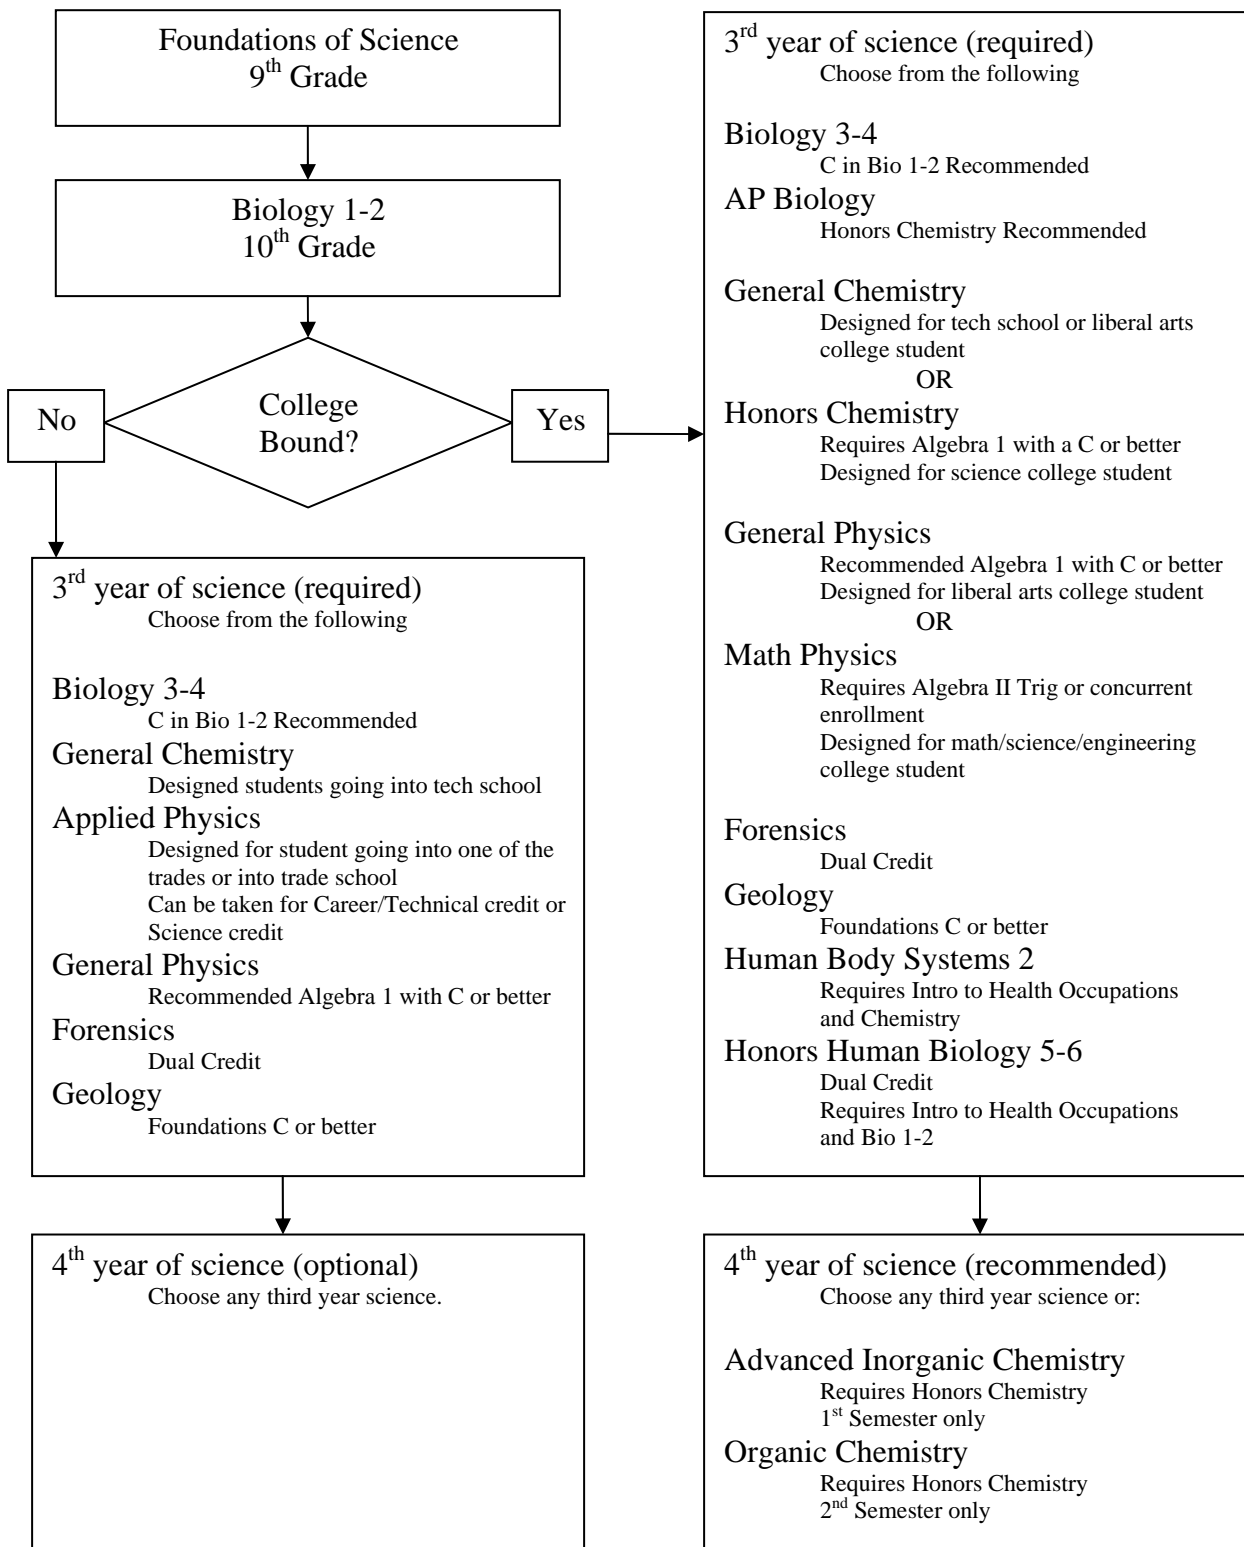 Foundations of Science
9th Grade
Biology 1-2
10th Grade
College
Bound?
No
Yes
3rd year of science (required)
Choose from the following
Biology 3-4
C in Bio 1-2 Recommended
General Chemistry
Designed students going into tech school
Applied Physics
Designed for student going into one of the
trades or into trade school
Can be taken for Career/Technical credit or
Science credit
General Physics
Recommended Algebra 1 with C or better
Forensics
Dual Credit
Geology
Foundations C or better
4th year of science (optional)
Choose any third year science.
3rd year of science (required)
Choose from the following
Biology 3-4
C in Bio 1-2 Recommended
AP Biology
Honors Chemistry Recommended
General Chemistry
Designed for tech school or liberal arts
college student
OR
Honors Chemistry
Requires Algebra 1 with a C or better
Designed for science college student
General Physics
Recommended Algebra 1 with C or better
Designed for liberal arts college student
OR
Math Physics
Requires Algebra II Trig or concurrent
enrollment
Designed for math/science/engineering
college student
Forensics
Dual Credit
Geology
Foundations C or better
Human Body Systems 2
Requires Intro to Health Occupations
and Chemistry
Honors Human Biology 5-6
Dual Credit
Requires Intro to Health Occupations
and Bio 1-2
4th year of science (recommended)
Choose any third year science or:
Advanced Inorganic Chemistry
Requires Honors Chemistry
1st Semester only
Organic Chemistry
Requires Honors Chemistry
2nd Semester only